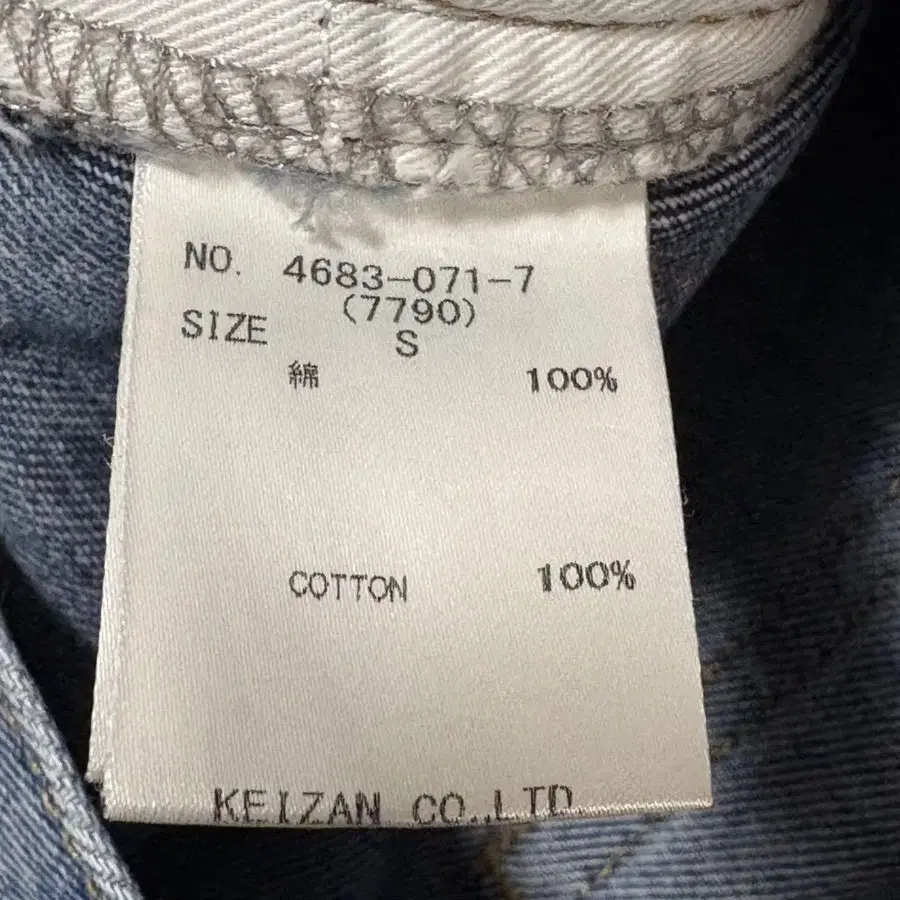 NO. 4683-071-7
(7790)
SIZE S
綿 100%
COTTON 100%
KEIZAN CO.,LTD